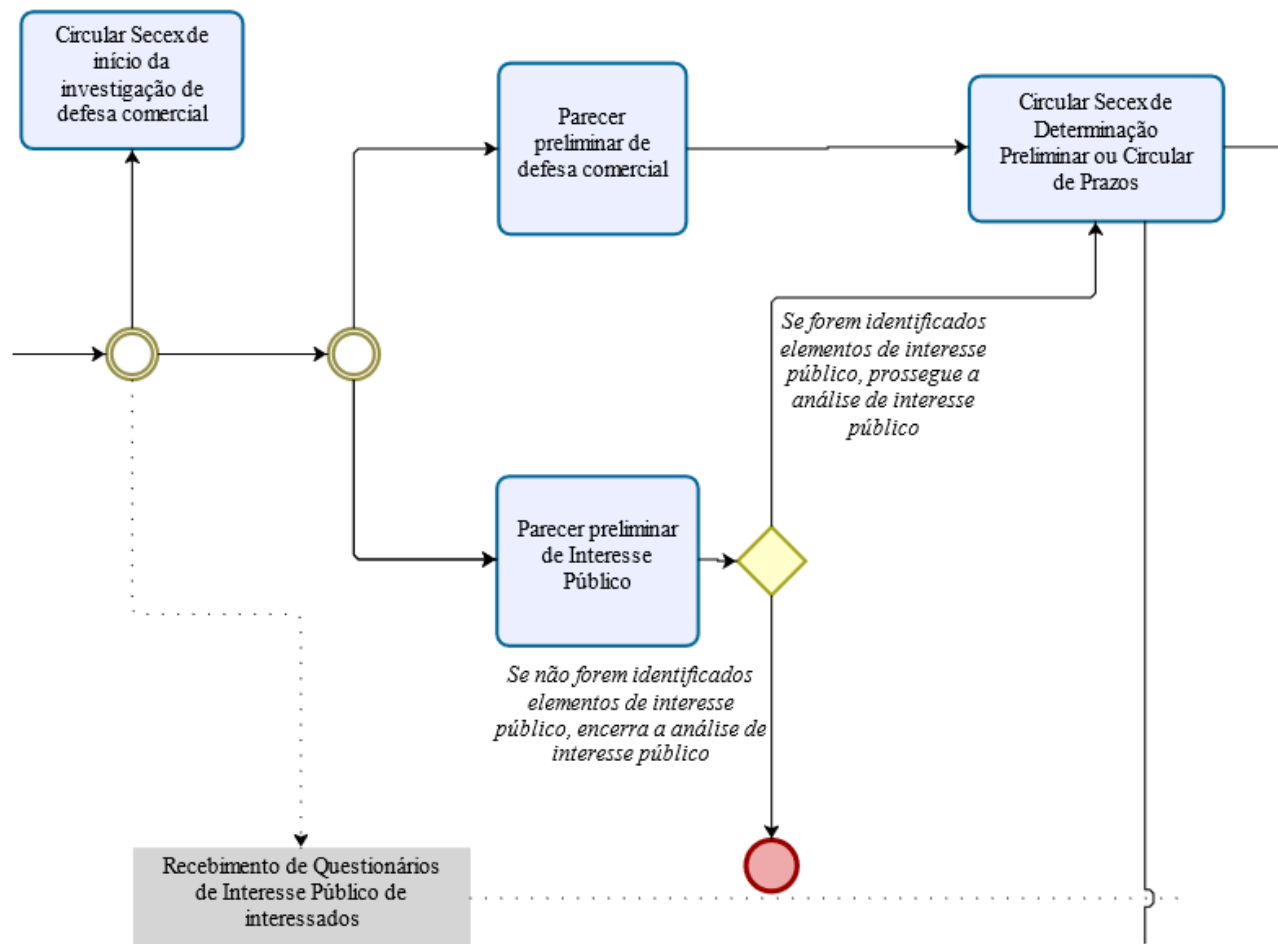 Circular Secex de
início da
investigação de
defesa comercial
Parecer
preliminar de
defesa comercial
Circular Secex de
Determinação
Preliminar ou Circular
de Prazos
Se forem identificados
elementos de interesse
público, prossegue a
análise de interesse
público
Parecer preliminar
de Interesse
Público
Se não forem identificados
elementos de interesse
público, encerra a análise de
interesse público
Recebimento de Questionários
de Interesse Público de
interessados